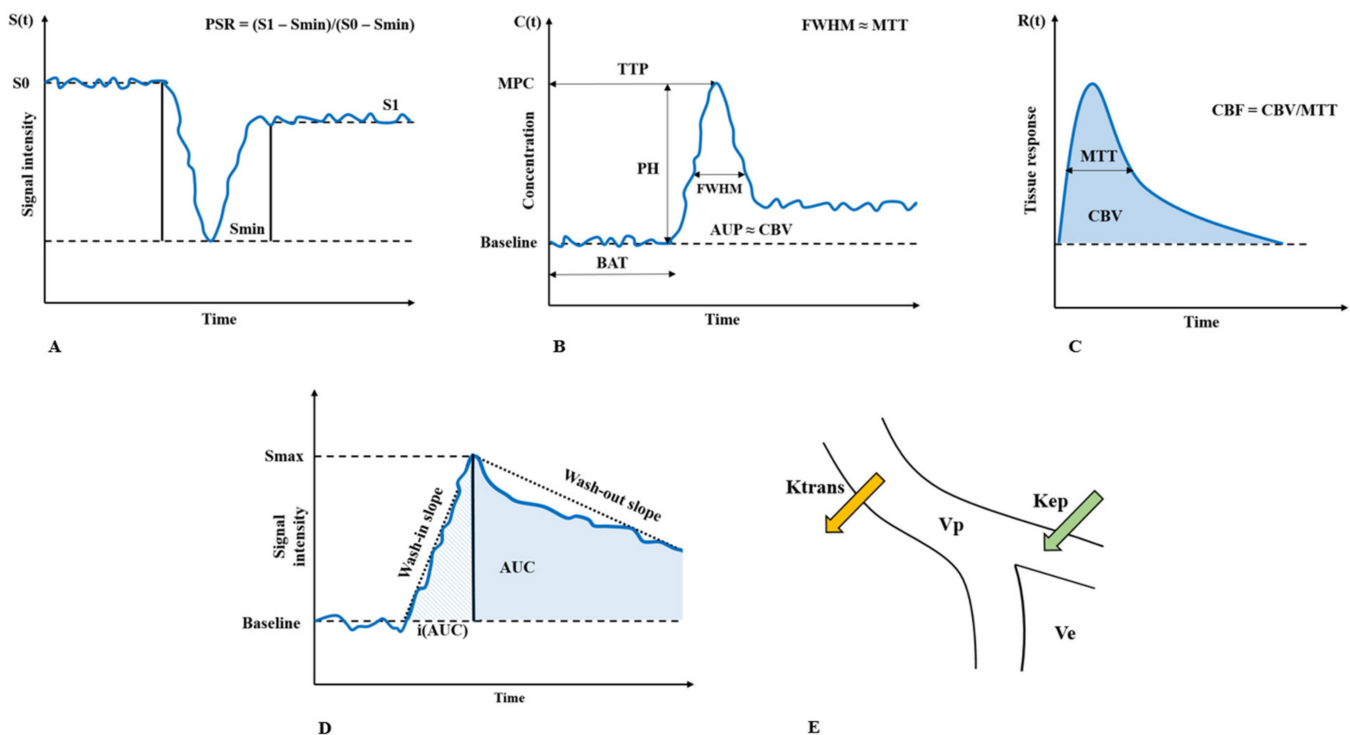 S(t)
PSR = (S1 – Smin)/(S0 – Smin)
S0
S1
Signal intensity
Smin
Time
A
C(t)
FWHM ≈ MTT
TTP
MPC
Concentration
PH
FWHM
AUP ≈ CBV
Baseline
BAT
Time
B
R(t)
CBF = CBV/MTT
Tissue response
MTT
CBV
Time
C
Smax
Signal
intensity
Wash-in slope
Wash-out slope
AUC
Baseline
i(AUC)
Time
D
Ktrans
Kep
Vp
Ve
E